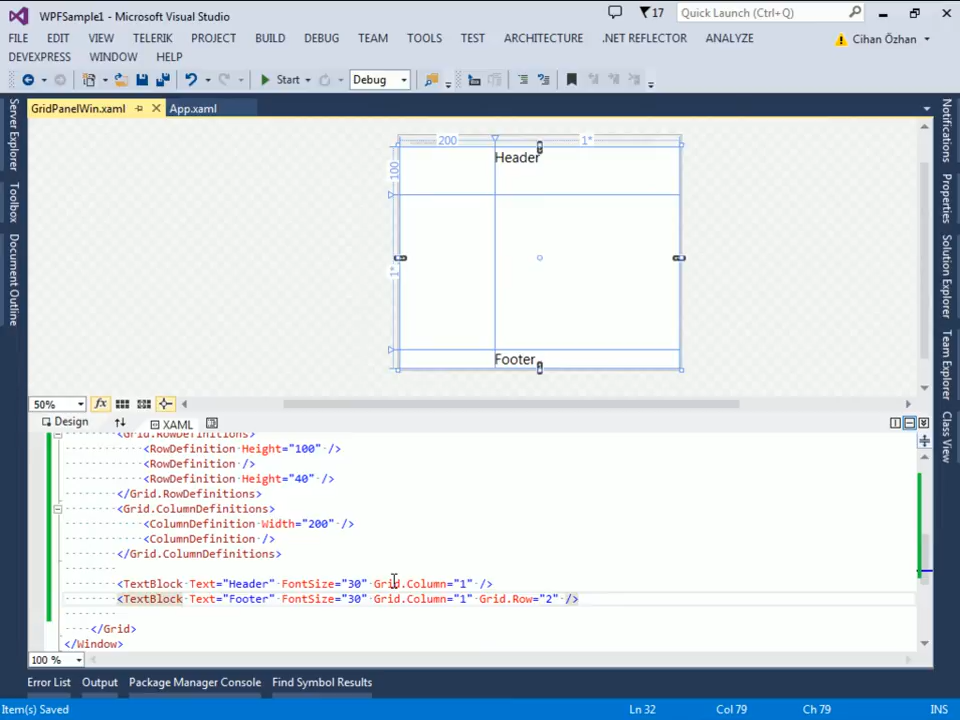 WPFSample1 - Microsoft Visual Studio
17
Quick Launch (Ctrl+Q)
FILE EDIT VIEW TELERIK PROJECT BUILD DEBUG TEAM TOOLS TEST ARCHITECTURE .NET REFLECTOR ANALYZE
Cihan Özhan
DEVEXPRESS WINDOW HELP
Start
Debug
GridPanelWin.xaml
App.xaml
Server Explorer
Toolbox
Document Outline
Notifications
Properties
Solution Explorer
Team Explorer
Class View
200
1*
100
Header
1*
Footer
50%
fx
Design
XAML
<Grid.RowDefinitions>
<RowDefinition Height="100" />
<RowDefinition />
<RowDefinition Height="40" />
</Grid.RowDefinitions>
<Grid.ColumnDefinitions>
<ColumnDefinition Width="200" />
<ColumnDefinition />
</Grid.ColumnDefinitions>
<TextBlock Text="Header" FontSize="30" Grid.Column="1" />
<TextBlock Text="Footer" FontSize="30" Grid.Column="1" Grid.Row="2" />
</Grid>
</Window>
100 %
Error List Output Package Manager Console Find Symbol Results
Item(s) Saved
Ln 32 Col 79 Ch 79 INS